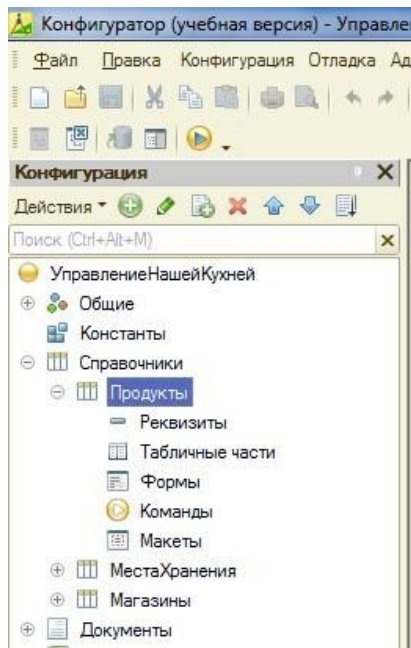 Конфигуратор (учебная версия) - Управле
Файл Правка Конфигурация Отладка Ад
Конфигурация
Действия
Поиск (Ctrl+Alt+M)
УправлениеНашейКухней
Общие
Константы
Справочники
Продукты
Реквизиты
Табличные части
Формы
Команды
Макеты
МестаХранения
Магазины
Документы